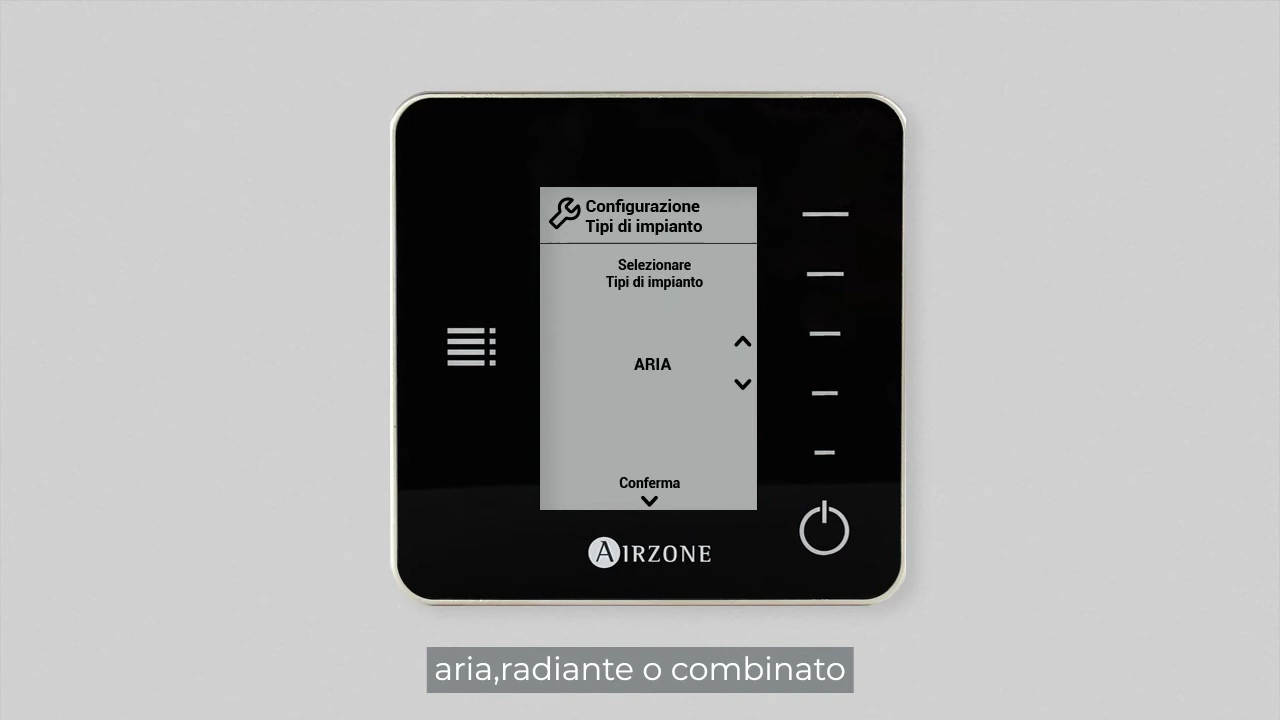 Configurazione
Tipi di impianto
Selezionare
Tipi di impianto
ARIA
Conferma
AIRZONE
aria,radiante o combinato